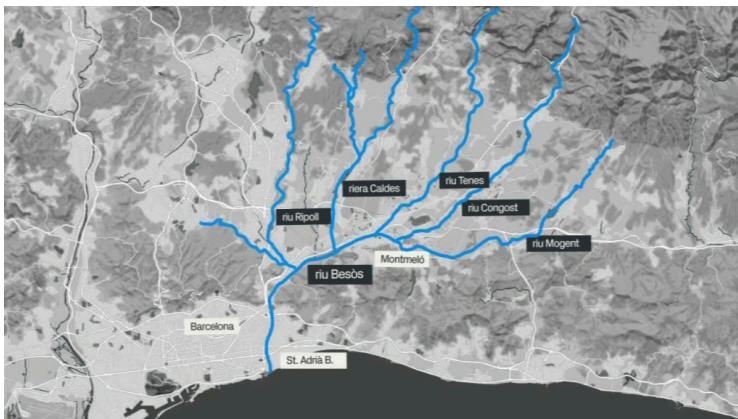 riu Tenes
riera Caldes
riu Congost
riu Ripoll
riu Mogent
Montmeló
riu Besòs
Barcelona
St. Adrià B.